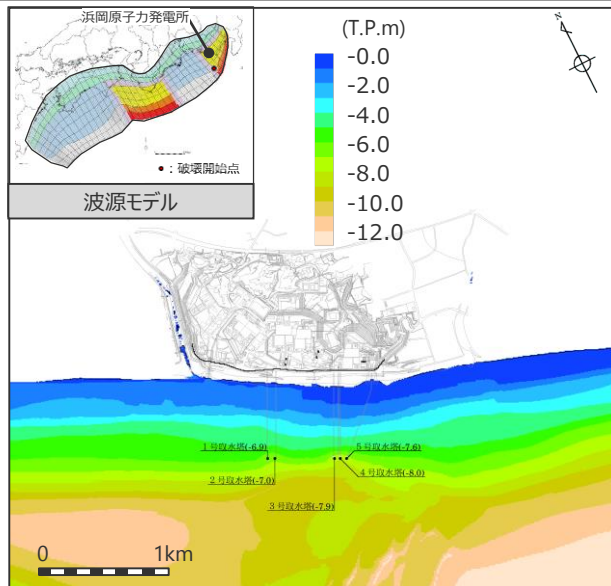 浜岡原子力発電所
●：破壊開始点
波源モデル
(T.P.m)
-0.0
-2.0
-4.0
-6.0
-8.0
-10.0
-12.0
N
1号取水塔(-6.9)
5号取水塔(-7.6)
2号取水塔(-7.0)
4号取水塔(-8.0)
3号取水塔(-7.9)
0 1km